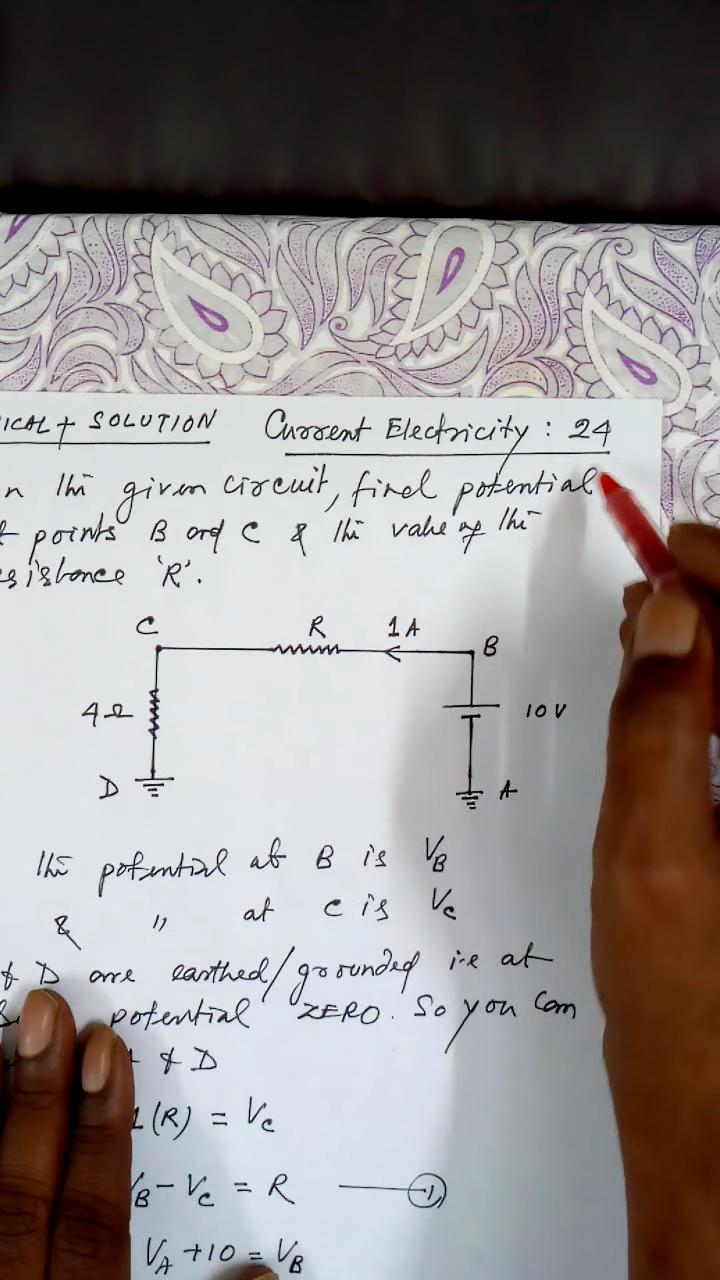 ICAL + SOLUTION Current Electricity : 24
n the given circuit, find potential
t points B and C & the value of the
esistance 'R'.
C R 1A B
4Ω 10V
D A
the potential at B is V_B
& " at C is V_C
& D are earthed/grounded i.e at
potential ZERO. So you can
& D
1(R) = V_C
V_B - V_C = R ——— (1)
V_A + 10 = V_B